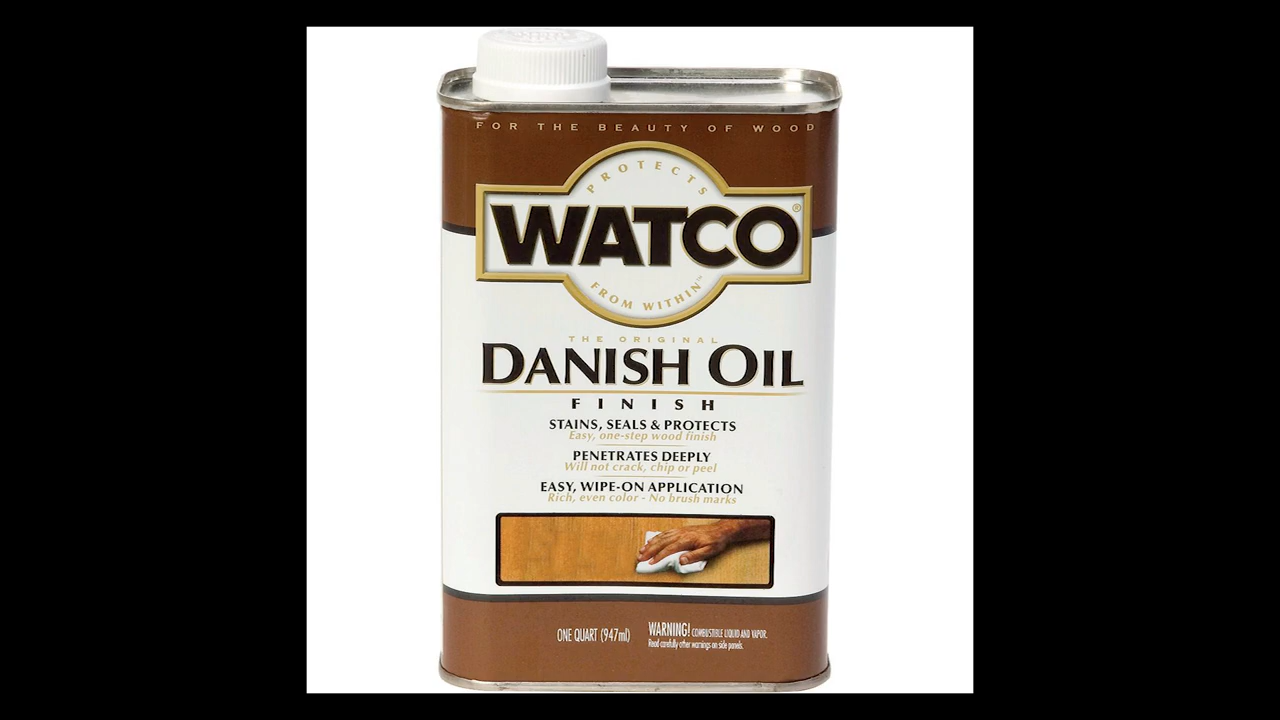 FOR THE BEAUTY OF WOOD
PROTECTS
WATCO®
FROM WITHIN™
THE ORIGINAL
DANISH OIL
FINISH
STAINS, SEALS & PROTECTS
Easy, one-step wood finish
PENETRATES DEEPLY
Will not crack, chip or peel
EASY, WIPE-ON APPLICATION
Rich, even color - No brush marks
ONE QUART (947ml)
WARNING! COMBUSTIBLE LIQUID AND VAPOR.
Read carefully other warnings on side panels.